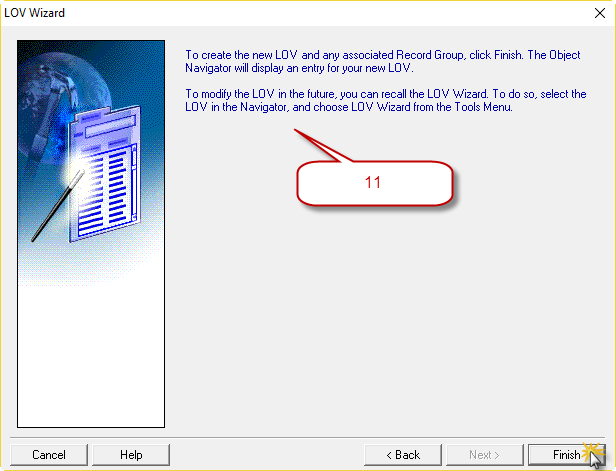 LOV Wizard
To create the new LOV and any associated Record Group, click Finish. The Object
Navigator will display an entry for your new LOV.
To modify the LOV in the future, you can recall the LOV Wizard. To do so, select the
LOV in the Navigator, and choose LOV Wizard from the Tools Menu.
11
Cancel
Help
< Back
Next >
Finish